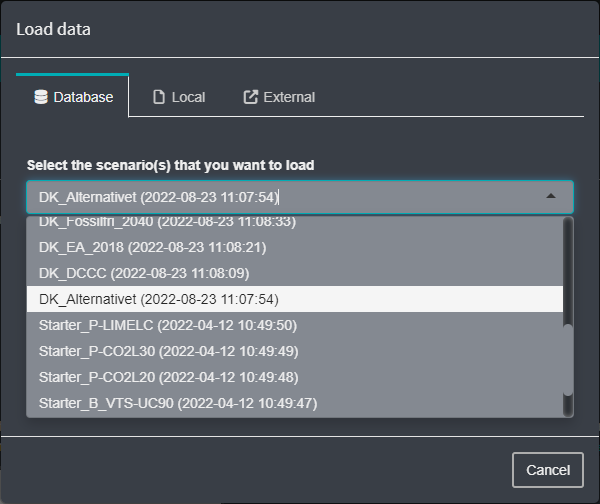 Load data
Database
Local
External
Select the scenario(s) that you want to load
DK_Alternativet (2022-08-23 11:07:54)
DK_Fossilfri_2040 (2022-08-23 11:08:33)
DK_EA_2018 (2022-08-23 11:08:21)
DK_DCCC (2022-08-23 11:08:09)
DK_Alternativet (2022-08-23 11:07:54)
Starter_P-LIMELC (2022-04-12 10:49:50)
Starter_P-CO2L30 (2022-04-12 10:49:49)
Starter_P-CO2L20 (2022-04-12 10:49:48)
Starter_B_VTS-UC90 (2022-04-12 10:49:47)
Cancel